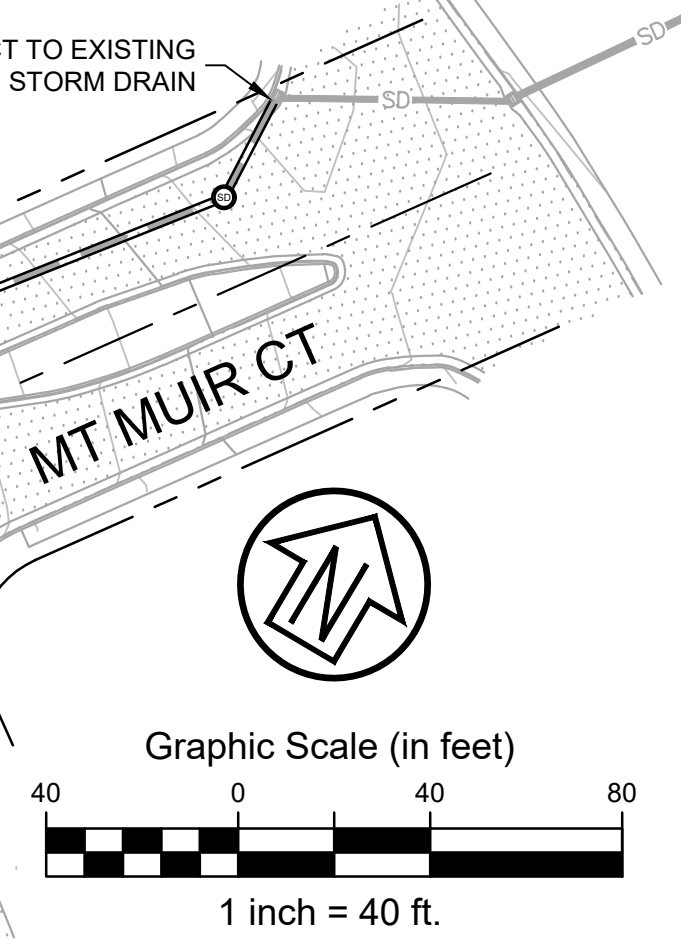 CT TO EXISTING
STORM DRAIN
SD
SD
SD
MT MUIR CT
N
Graphic Scale (in feet)
40 0 40 80
1 inch = 40 ft.